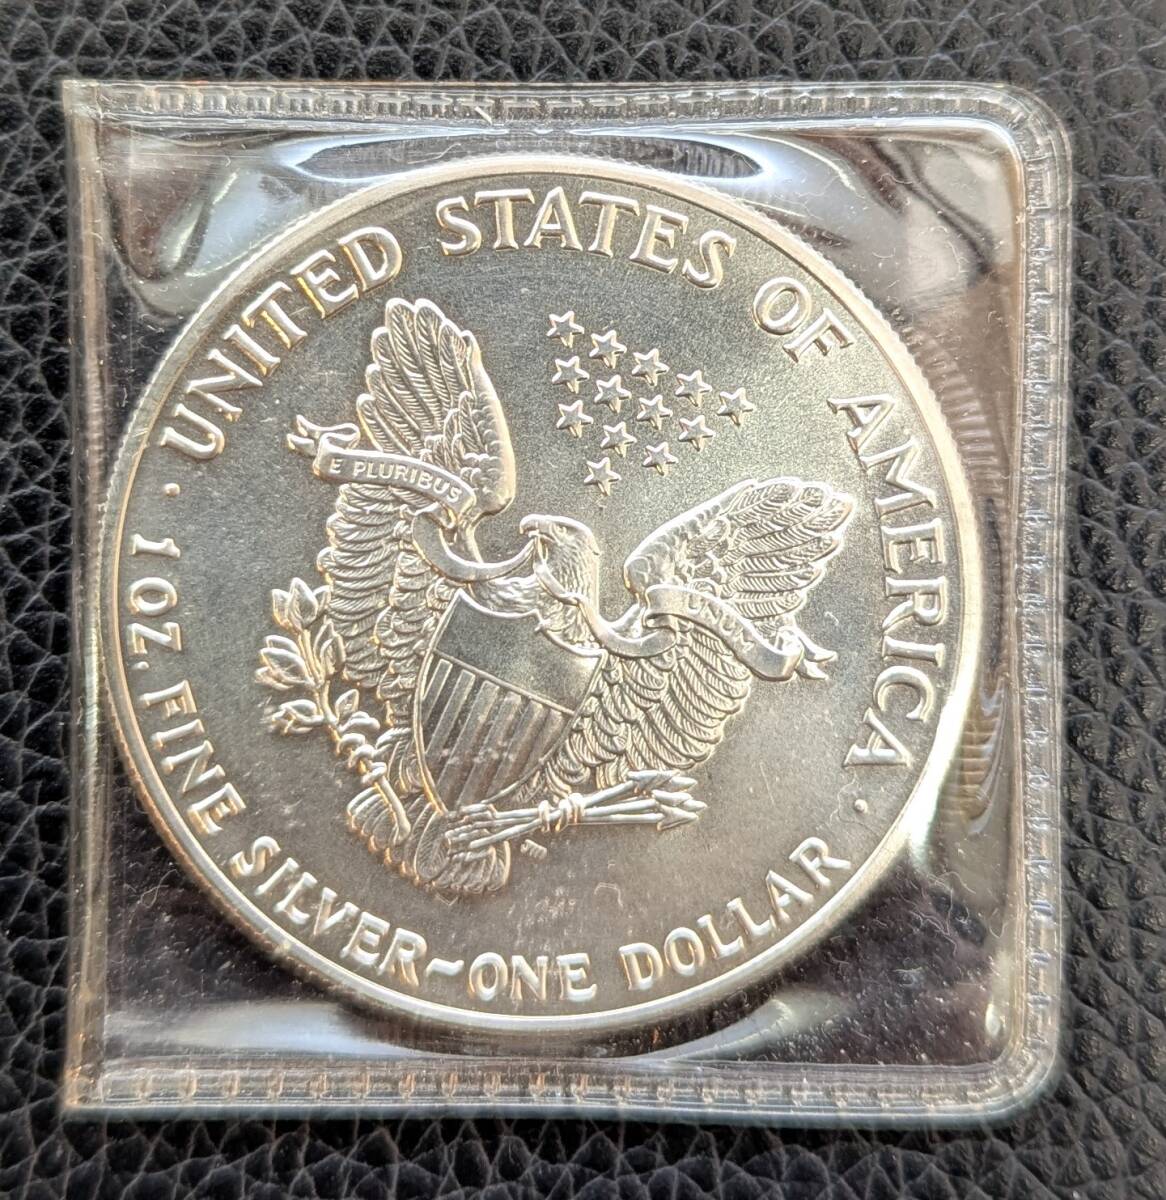 UNITED STATES OF AMERICA
E PLURIBUS
UNUM
· 1 OZ. FINE SILVER~ONE DOLLAR ·